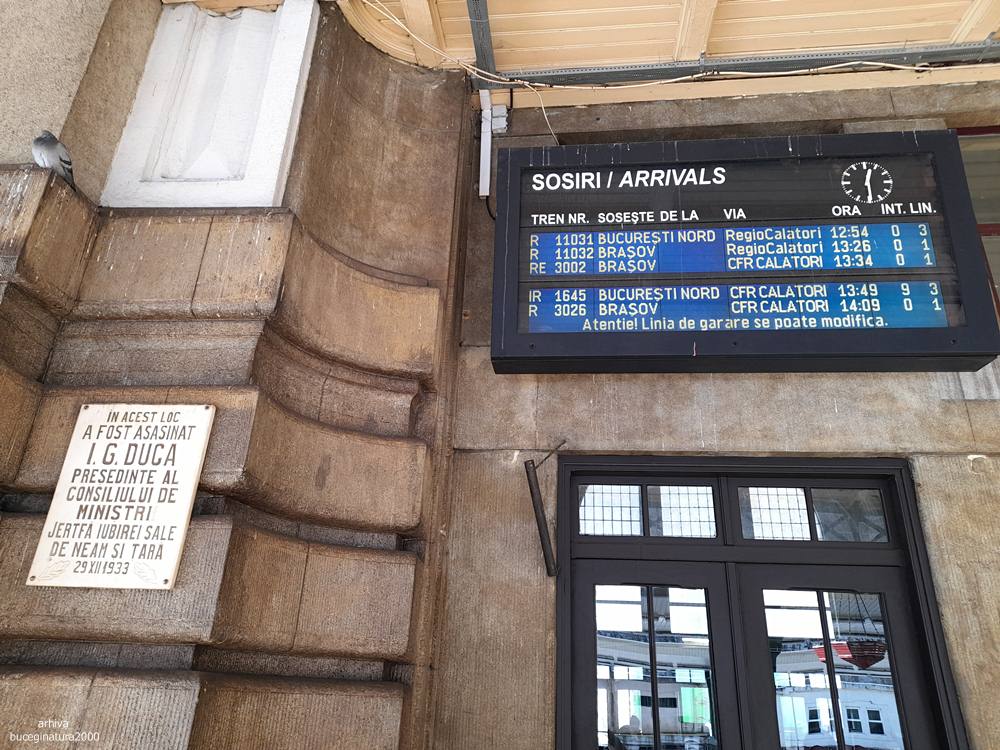 SOSIRI / ARRIVALS
TREN NR. SOSEȘTE DE LA VIA ORA INT. LIN.
R 11031 BUCUREȘTI NORD RegioCalatori 12:54 0 3
R 11032 BRAȘOV RegioCalatori 13:26 0 1
RE 3002 BRAȘOV CFR CALATORI 13:34 0 1
IR 1645 BUCUREȘTI NORD CFR CALATORI 13:49 9 3
R 3026 BRAȘOV CFR CALATORI 14:09 0 1
Atentie! Linia de garare se poate modifica.
IN ACEST LOC
A FOST ASASINAT
I. G. DUCA
PRESEDINTE AL
CONSILIULUI DE
MINISTRI
JERTFA IUBIREI SALE
DE NEAM SI TARA
29 XII 1933
arhiva
buceginatura2000